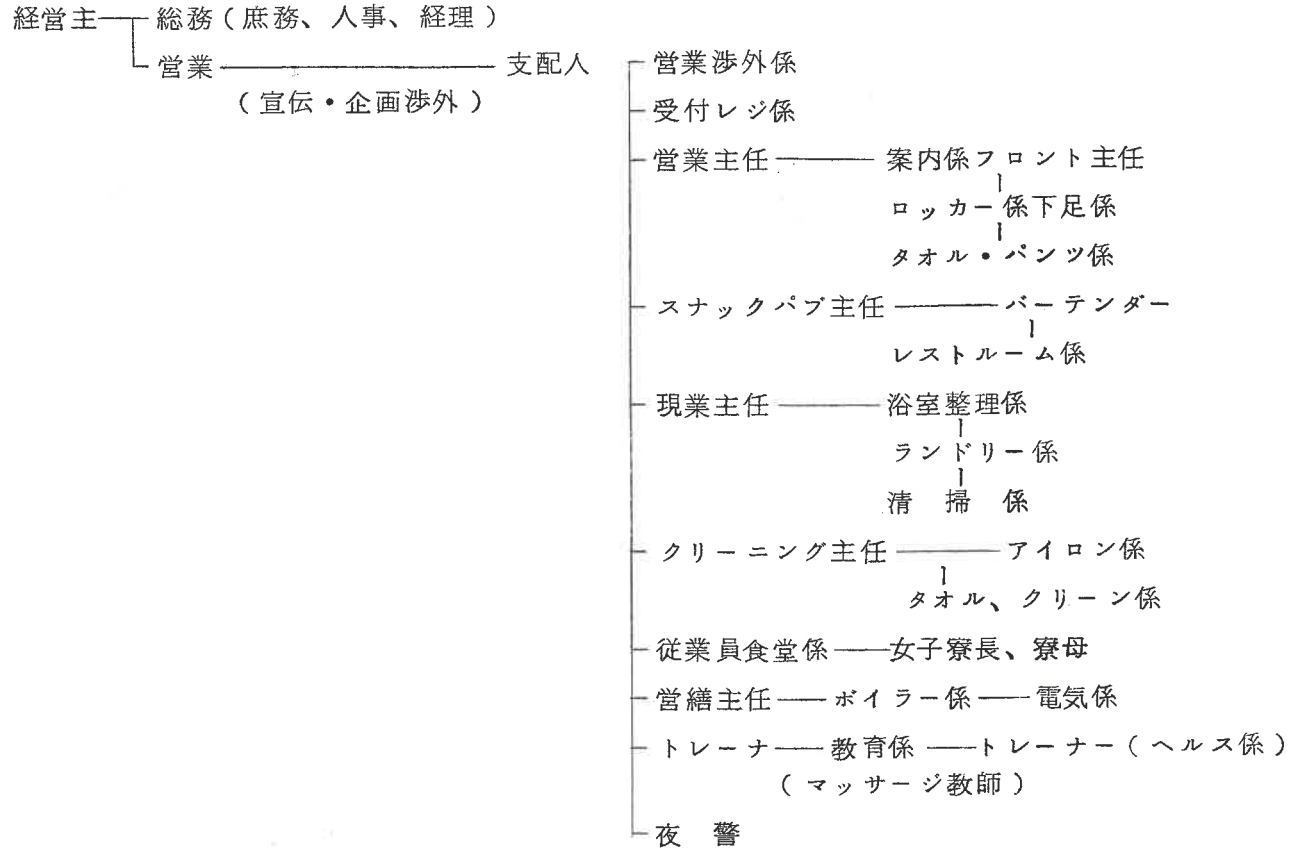 経営主 総務(庶務、人事、経理)
営業 支配人 営業渉外係
(宣伝・企画渉外)
受付レジ係
営業主任 案内係フロント主任
ロッカー係下足係
タオル・パンツ係
スナックパブ主任 バーテンダー
レストルーム係
現業主任 浴室整理係
ランドリー係
清 掃 係
クリーニング主任 アイロン係
タオル、クリーン係
従業員食堂係 女子寮長、寮母
営繕主任 ボイラー係 電気係
トレーナ 教育係 トレーナー(ヘルス係)
(マッサージ教師)
夜 警